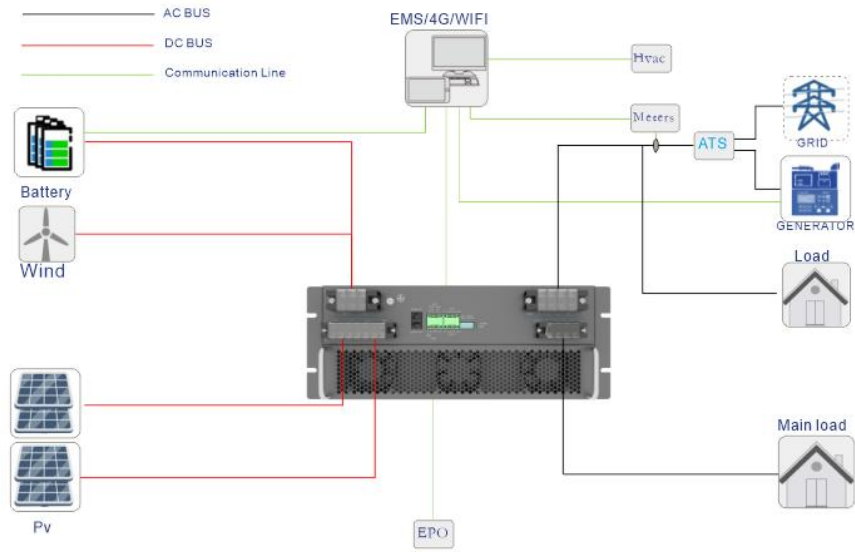 AC BUS
EMS/4G/WIFI
DC BUS
Communication Line
Hvac
Meters
ATS
GRID
Battery
GENERATOR
Wind
Load
Main load
Pv
EPO